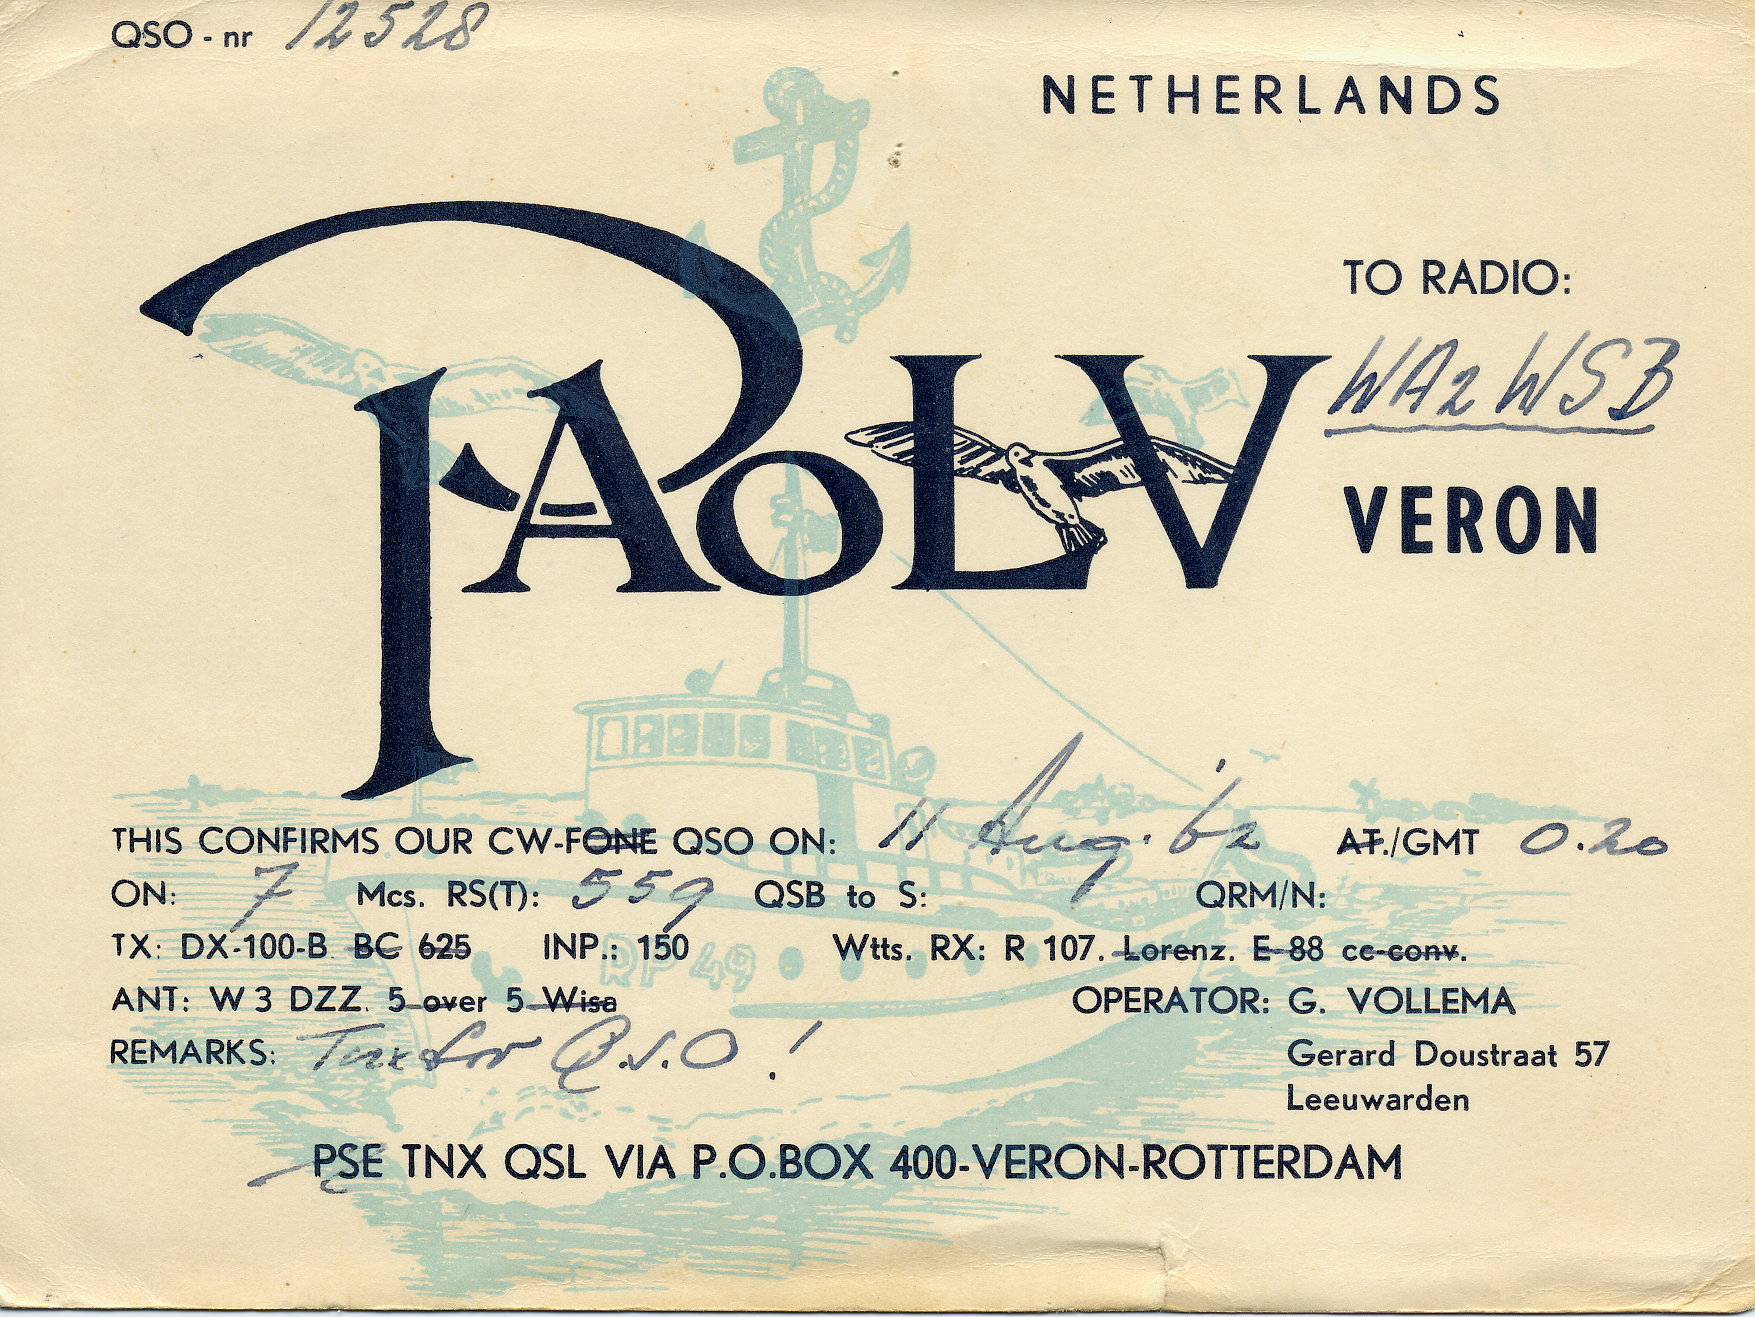 QSO - nr 12528
NETHERLANDS
TO RADIO:
WA2WSB
PAoLV
VERON
THIS CONFIRMS OUR CW-FONE QSO ON: 11 Aug. '62 AT./GMT 0.20
ON: 7 Mcs. RS(T): 559 QSB to S: QRM/N:
TX: DX-100-B BC 625 INP.: 150 Wtts. RX: R 107. Lorenz. E-88 cc-conv.
RP 49
ANT: W 3 DZZ. 5 over 5 Wisa OPERATOR: G. VOLLEMA
REMARKS: Tnx for Q.S.O! Gerard Doustraat 57
Leeuwarden
PSE TNX QSL VIA P.O.BOX 400-VERON-ROTTERDAM